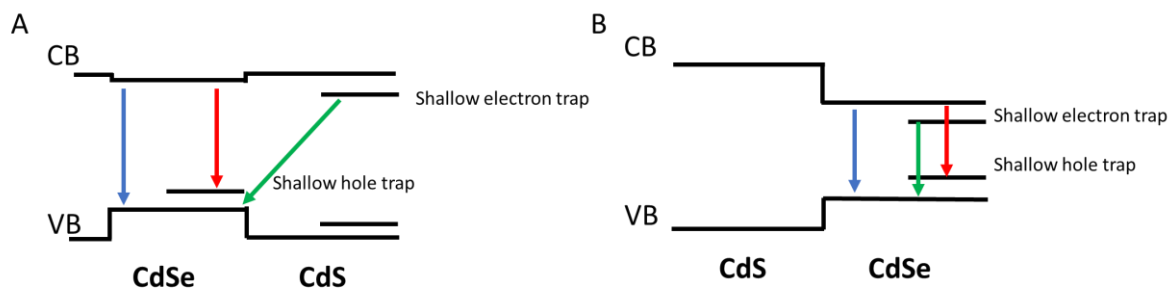 A
CB
Shallow electron trap
Shallow hole trap
VB
CdSe
CdS
B
CB
Shallow electron trap
Shallow hole trap
VB
CdS
CdSe